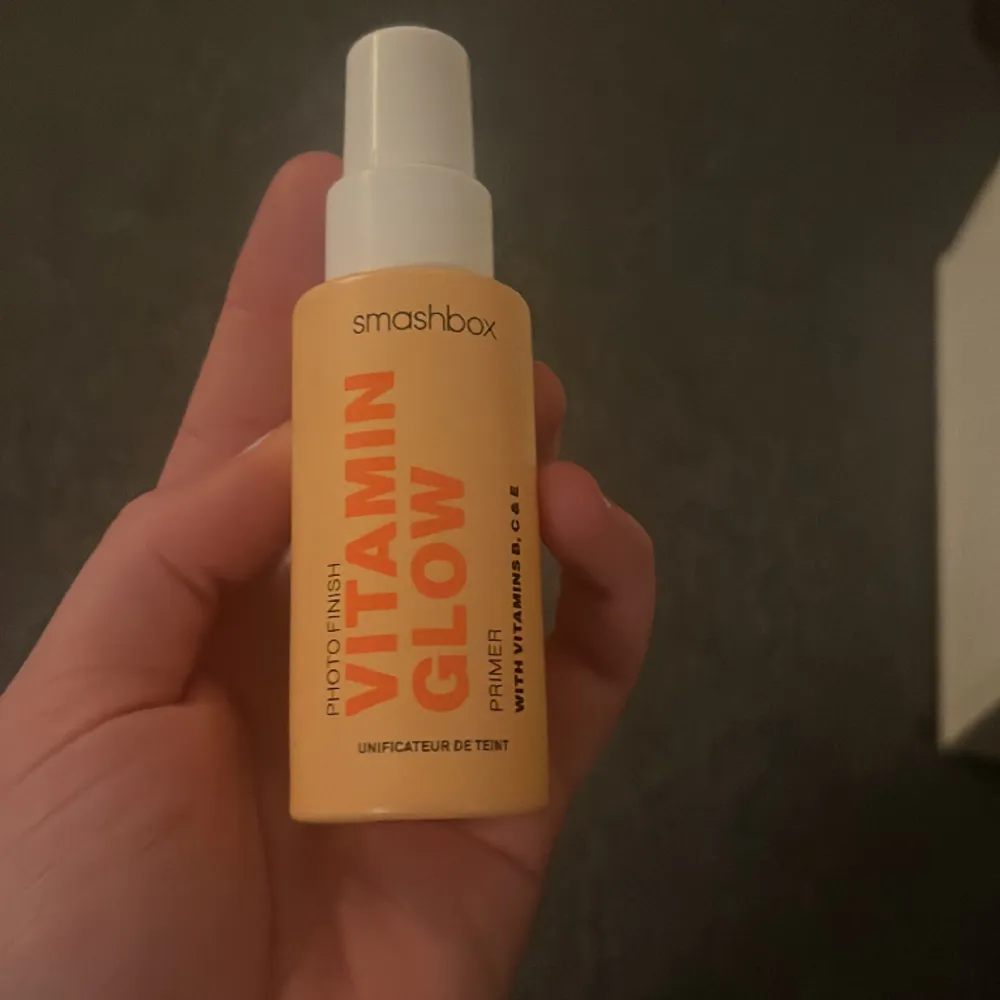 smashbox
PHOTO FINISH
VITAMIN
GLOW
PRIMER
WITH VITAMINS B, C & E
UNIFICATEUR DE TEINT